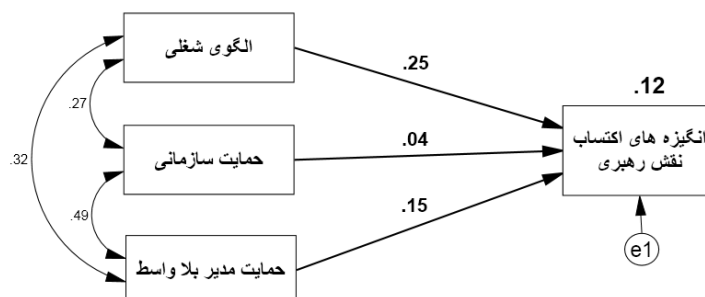 الگوی شغلی
.25
.12
.27
انگیزه های اکتساب
نقش رهبری
.32
حمایت سازمانی
.04
.15
.49
حمایت مدیر بلا واسط
e1